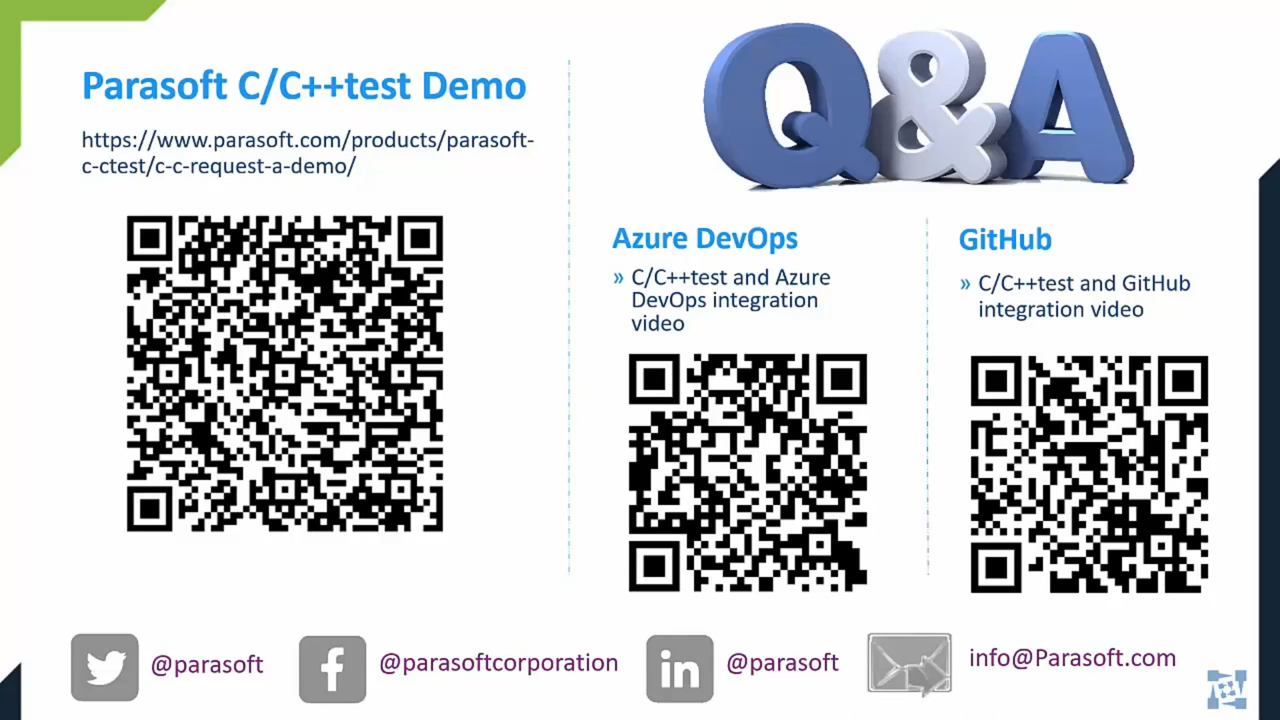 Parasoft C/C++test Demo
https://www.parasoft.com/products/parasoft-
c-ctest/c-c-request-a-demo/
Q&A
Azure DevOps
» C/C++test and Azure
DevOps integration
video
GitHub
» C/C++test and GitHub
integration video
@parasoft
@parasoftcorporation
in
@parasoft
info@Parasoft.com